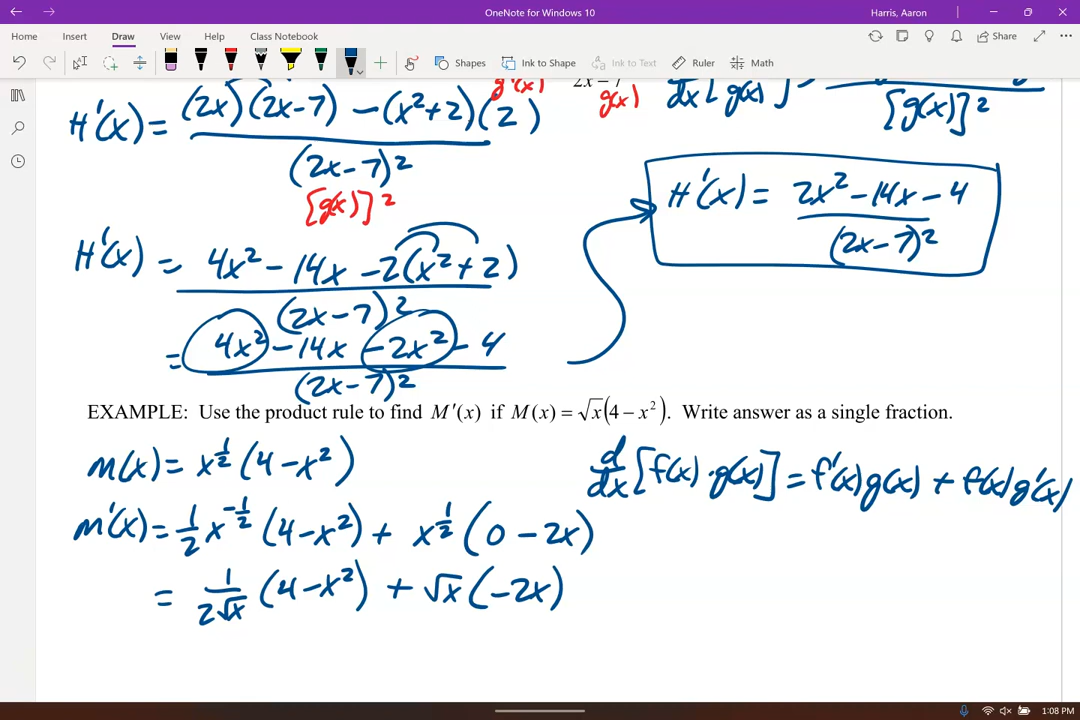 OneNote for Windows 10
Harris, Aaron
Home Insert Draw View Help Class Notebook
Share
Shapes Ink to Shape Ink to Text Ruler Math
H'(x) = (2x)(2x-7) - (x²+2)(2) / (2x-7)²
g'(x) g(x)
d/dx [g(x)] [g(x)]²
[g(x)]²
H'(x) = 2x² - 14x - 4 / (2x-7)²
H'(x) = 4x² - 14x - 2(x²+2) / (2x-7)²
= 4x² - 14x - 2x² - 4 / (2x-7)²
EXAMPLE: Use the product rule to find M'(x) if M(x) = √x(4 − x²). Write answer as a single fraction.
m(x) = x^½ (4-x²)
d/dx [f(x)·g(x)] = f'(x)g(x) + f(x)g'(x)
m'(x) = ½ x^-½ (4-x²) + x^½ (0-2x)
= 1/2√x (4-x²) + √x (-2x)
1:08 PM